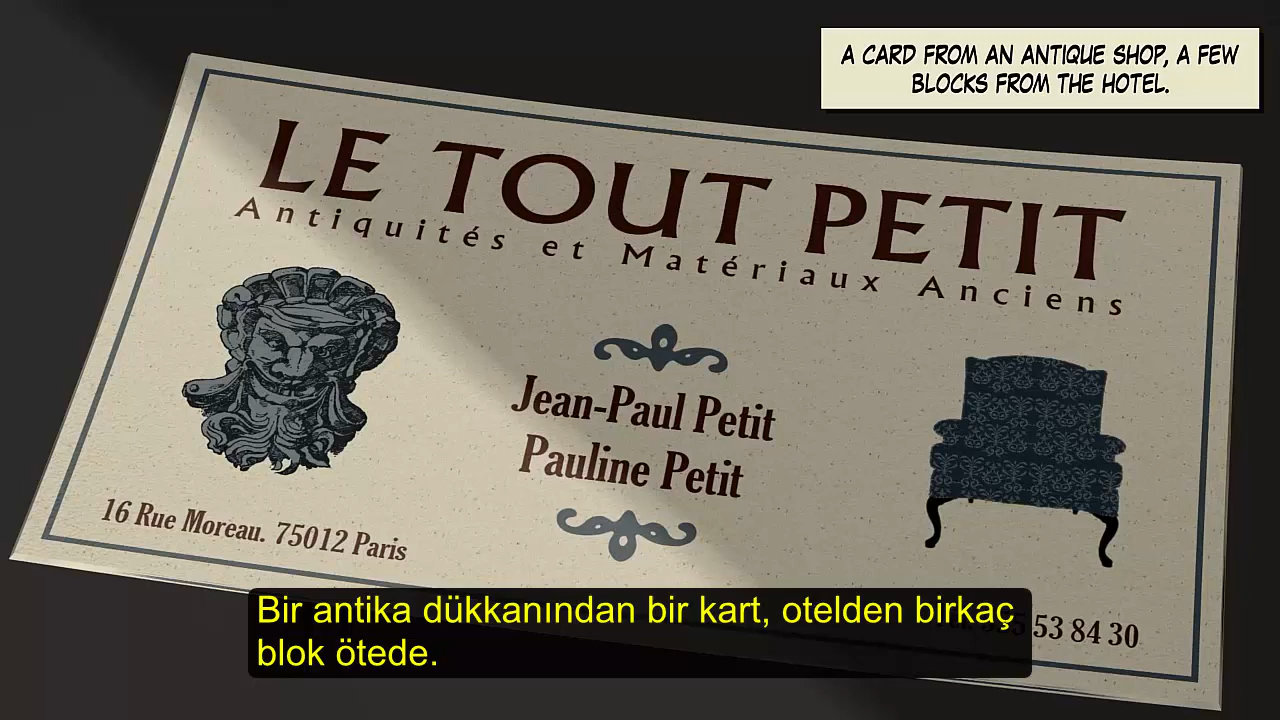 A CARD FROM AN ANTIQUE SHOP, A FEW
BLOCKS FROM THE HOTEL.
LE TOUT PETIT
Antiquités et Matériaux Anciens
Jean-Paul Petit
Pauline Petit
16 Rue Moreau. 75012 Paris
53 84 30
Bir antika dükkanından bir kart, otelden birkaç
blok ötede.